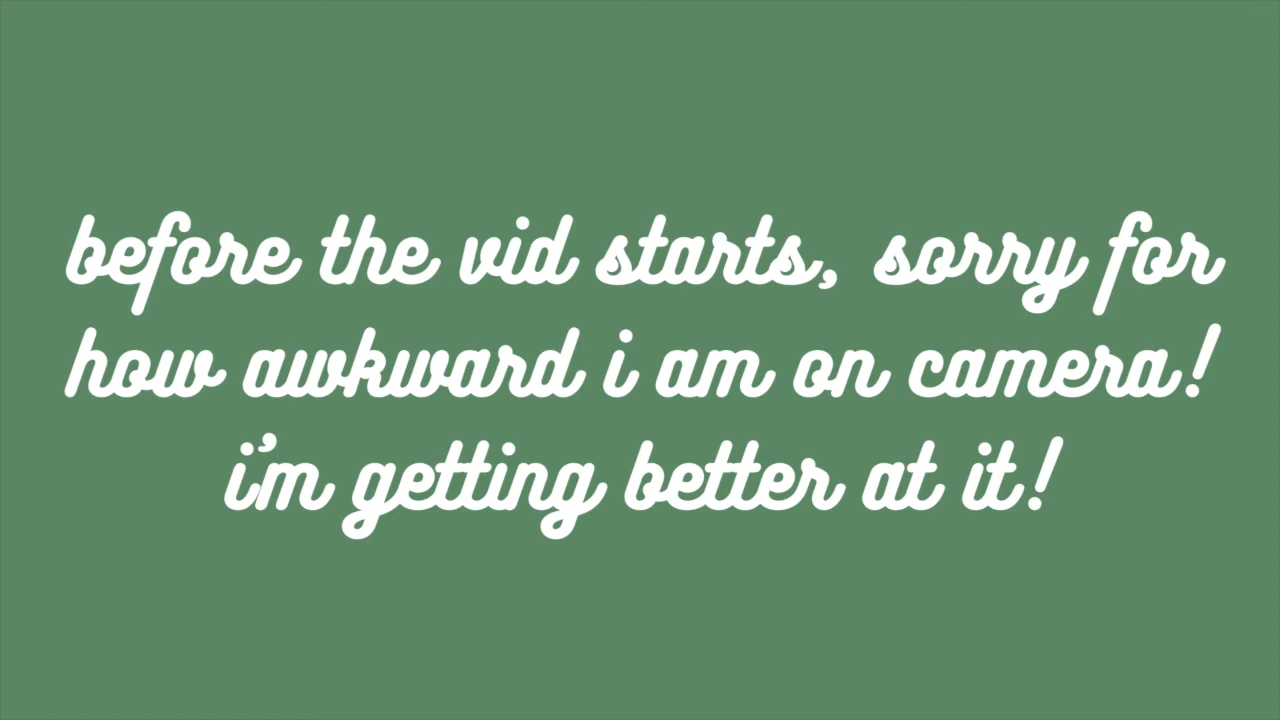 before the vid starts, sorry for
how awkward i am on camera!
i'm getting better at it!